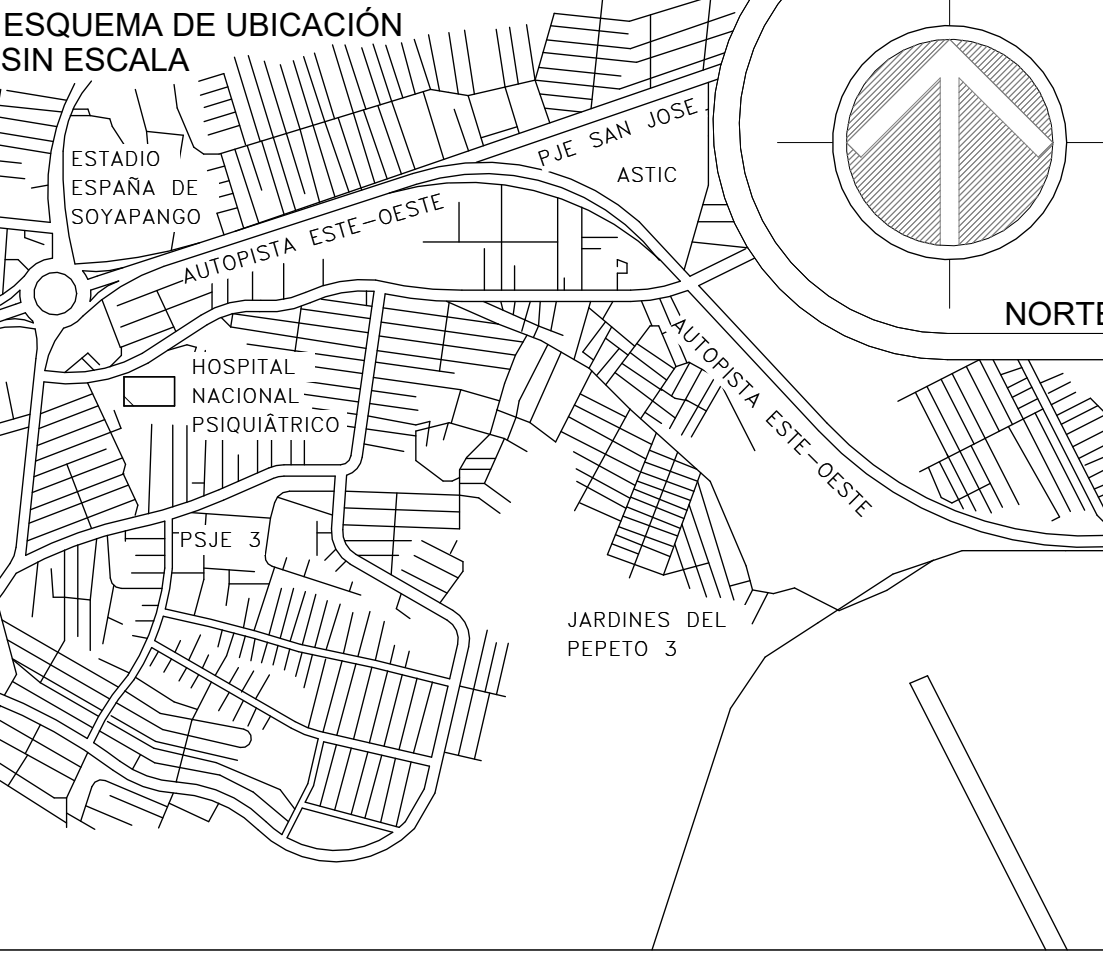 ESQUEMA DE UBICACIÓN
SIN ESCALA
ESTADIO
ESPAÑA DE
SOYAPANGO
PJE SAN JOSE
ASTIC
AUTOPISTA ESTE-OESTE
NORTE
HOSPITAL
NACIONAL
PSIQUIÂTRICO
AUTOPISTA ESTE-OESTE
PSJE 3
JARDINES DEL
PEPETO 3